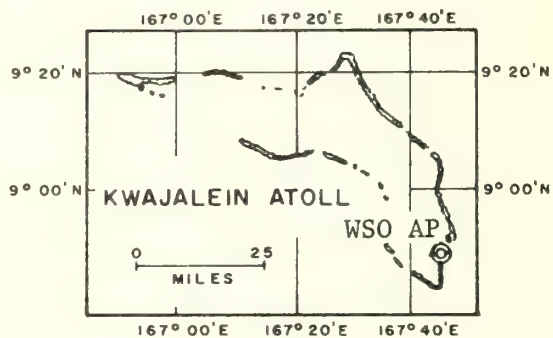 167° 00'E 167° 20'E 167° 40'E
9° 20'N 9° 20'N
9° 00'N 9° 00'N
KWAJALEIN ATOLL
WSO AP
0 25
MILES
167° 00'E 167° 20'E 167° 40'E